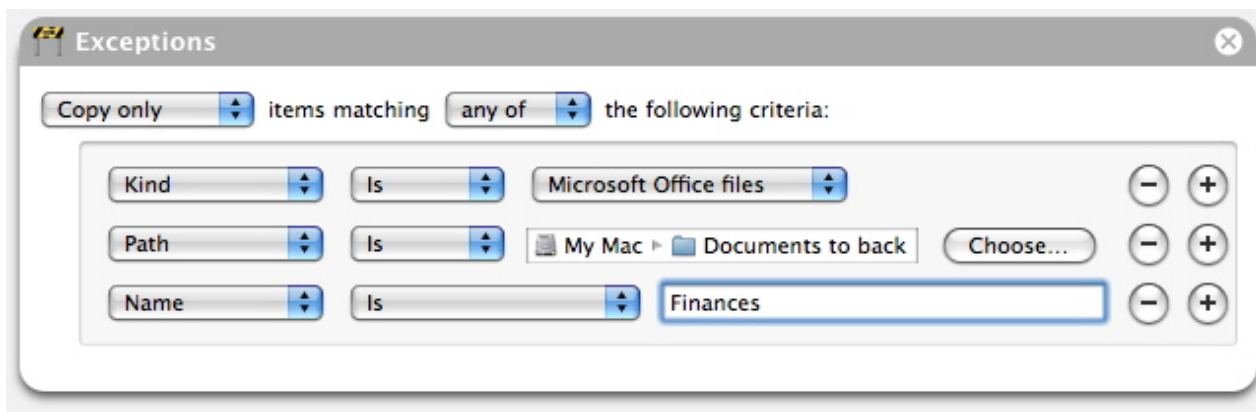 Exceptions
Copy only items matching any of the following criteria:
Kind Is Microsoft Office files
Path Is My Mac Documents to back Choose...
Name Is Finances